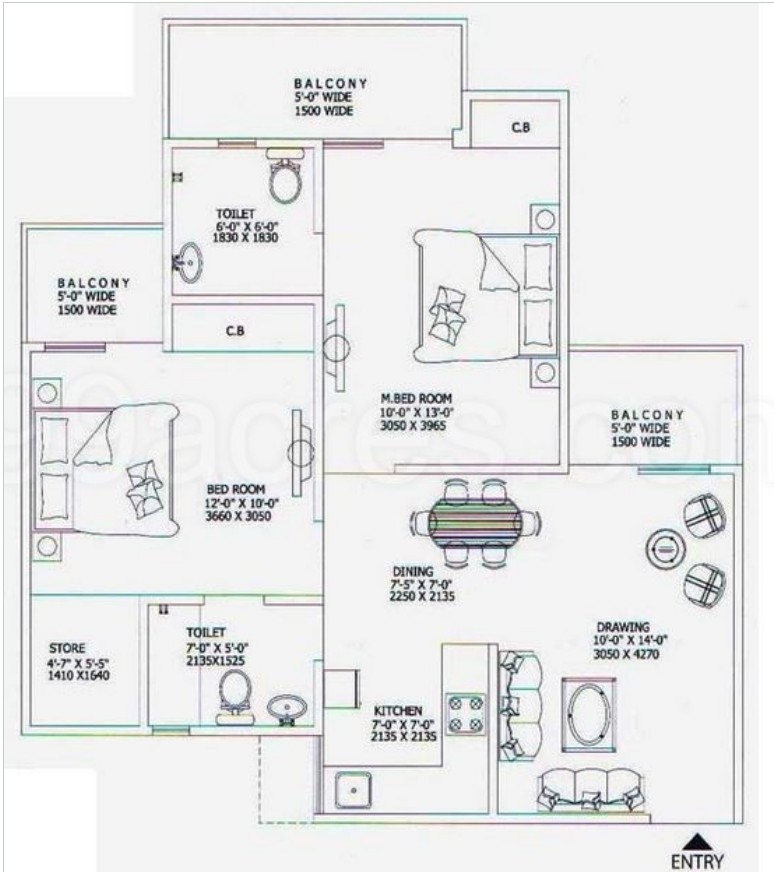 BALCONY
5'-0" WIDE
1500 WIDE
C.B
TOILET
6'-0" X 6'-0"
1830 X 1830
BALCONY
5'-0" WIDE
1500 WIDE
C.B
M.BED ROOM
10'-0" X 13'-0"
3050 X 3965
BALCONY
5'-0" WIDE
1500 WIDE
99acres.com
BED ROOM
12'-0" X 10'-0"
3660 X 3050
DINING
7'-5" X 7'-0"
2250 X 2135
STORE
4'-7" X 5'-5"
1410 X1640
TOILET
7'-0" X 5'-0"
2135X1525
DRAWING
10'-0" X 14'-0"
3050 X 4270
KITCHEN
7'-0" X 7'-0"
2135 X 2135
ENTRY